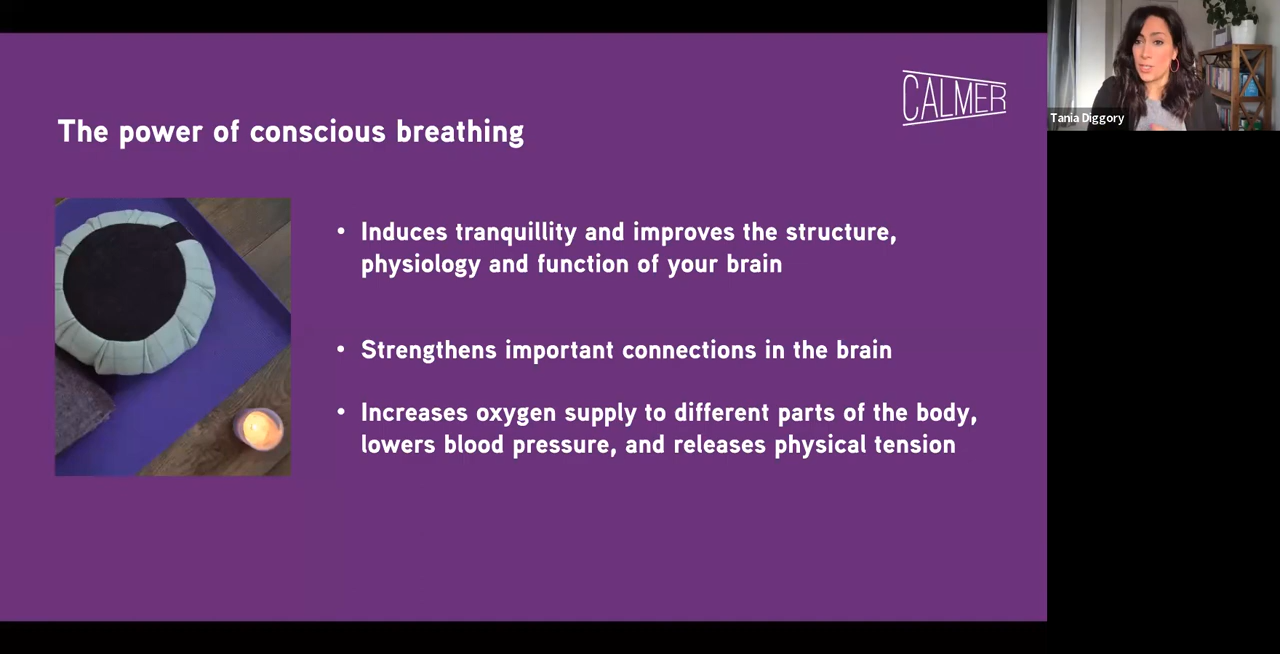 CALMER
Tania Diggory
The power of conscious breathing
• Induces tranquillity and improves the structure,
physiology and function of your brain
• Strengthens important connections in the brain
• Increases oxygen supply to different parts of the body,
lowers blood pressure, and releases physical tension